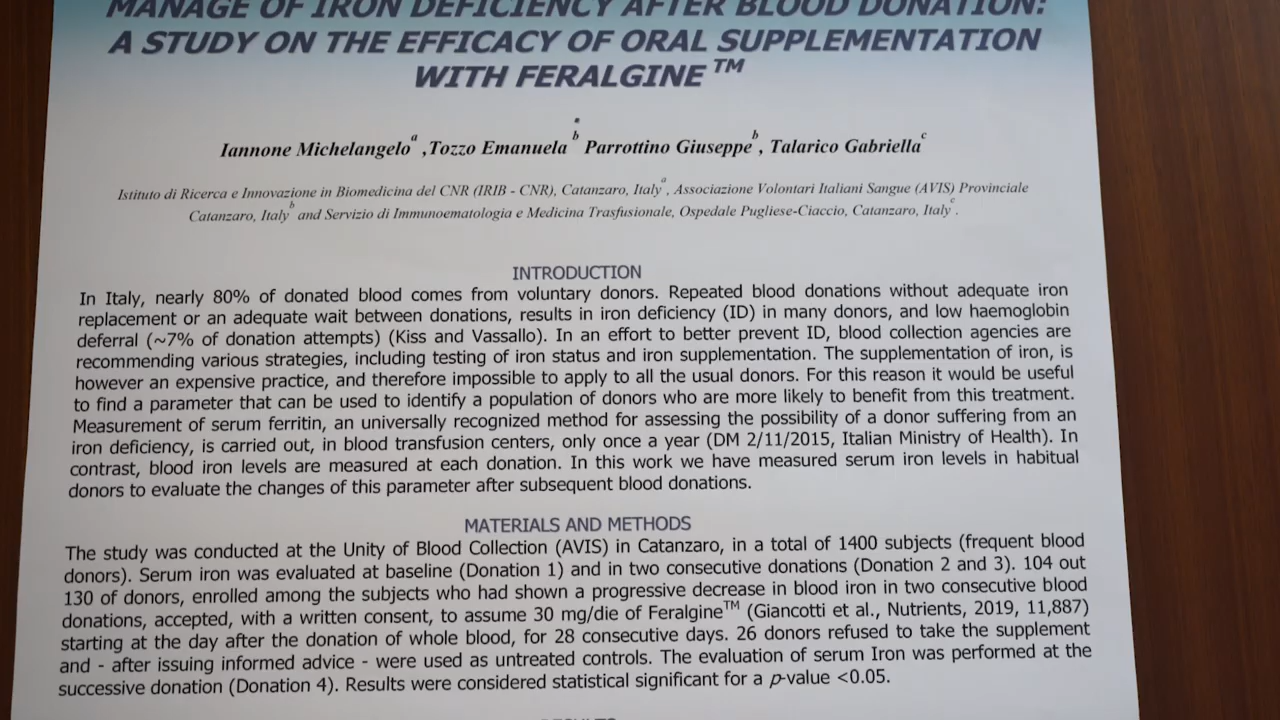 MANAGE OF IRON DEFICIENCY AFTER BLOOD DONATION:
A STUDY ON THE EFFICACY OF ORAL SUPPLEMENTATION
WITH FERALGINE™
Iannone Michelangelo a ,Tozzo Emanuela b* Parrottino Giuseppe b, Talarico Gabriella c
Istituto di Ricerca e Innovazione in Biomedicina del CNR (IRIB - CNR), Catanzaro, Italy a, Associazione Volontari Italiani Sangue (AVIS) Provinciale
Catanzaro, Italy b and Servizio di Immunoematologia e Medicina Trasfusionale, Ospedale Pugliese-Ciaccio, Catanzaro, Italy c.
INTRODUCTION
In Italy, nearly 80% of donated blood comes from voluntary donors. Repeated blood donations without adequate iron
replacement or an adequate wait between donations, results in iron deficiency (ID) in many donors, and low haemoglobin
deferral (~7% of donation attempts) (Kiss and Vassallo). In an effort to better prevent ID, blood collection agencies are
recommending various strategies, including testing of iron status and iron supplementation. The supplementation of iron, is
however an expensive practice, and therefore impossible to apply to all the usual donors. For this reason it would be useful
to find a parameter that can be used to identify a population of donors who are more likely to benefit from this treatment.
Measurement of serum ferritin, an universally recognized method for assessing the possibility of a donor suffering from an
iron deficiency, is carried out, in blood transfusion centers, only once a year (DM 2/11/2015, Italian Ministry of Health). In
contrast, blood iron levels are measured at each donation. In this work we have measured serum iron levels in habitual
donors to evaluate the changes of this parameter after subsequent blood donations.
MATERIALS AND METHODS
The study was conducted at the Unity of Blood Collection (AVIS) in Catanzaro, in a total of 1400 subjects (frequent blood
donors). Serum iron was evaluated at baseline (Donation 1) and in two consecutive donations (Donation 2 and 3). 104 out
130 of donors, enrolled among the subjects who had shown a progressive decrease in blood iron in two consecutive blood
donations, accepted, with a written consent, to assume 30 mg/die of Feralgine™ (Giancotti et al., Nutrients, 2019, 11,887)
starting at the day after the donation of whole blood, for 28 consecutive days. 26 donors refused to take the supplement
and - after issuing informed advice - were used as untreated controls. The evaluation of serum Iron was performed at the
successive donation (Donation 4). Results were considered statistical significant for a p-value <0.05.
RESULTS